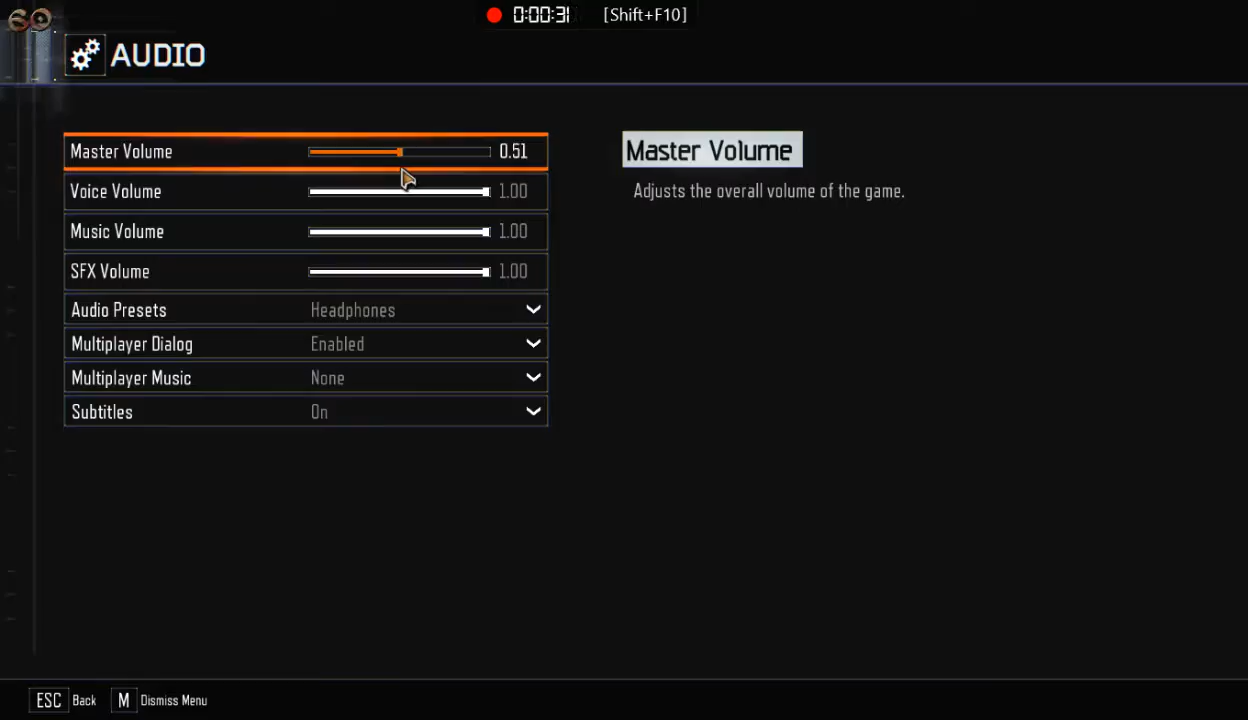 0:00:31 [Shift+F10]
AUDIO
Master Volume 0.51
Voice Volume 1.00
Music Volume 1.00
SFX Volume 1.00
Audio Presets Headphones
Multiplayer Dialog Enabled
Multiplayer Music None
Subtitles On
Master Volume
Adjusts the overall volume of the game.
ESC Back M Dismiss Menu